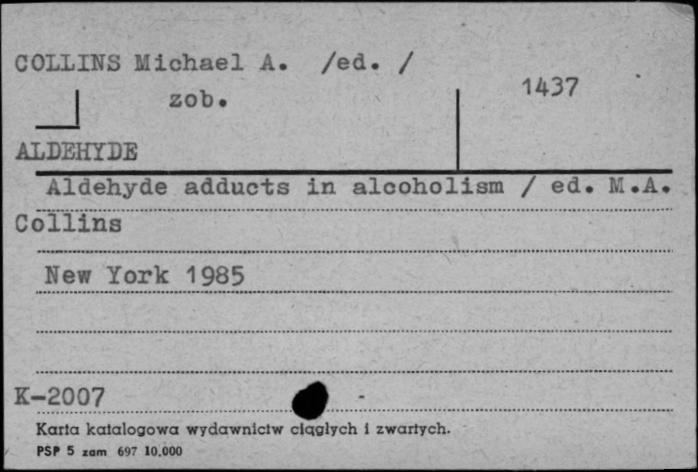 COLLINS Michael A. /ed. /
zob.
1437
ALDEHYDE
Aldehyde adducts in alcoholism / ed. M.A.
Collins
New York 1985
K-2007
Karta katalogowa wydawnictw ciągłych i zwartych.
PSP 5 zam 697 10.000